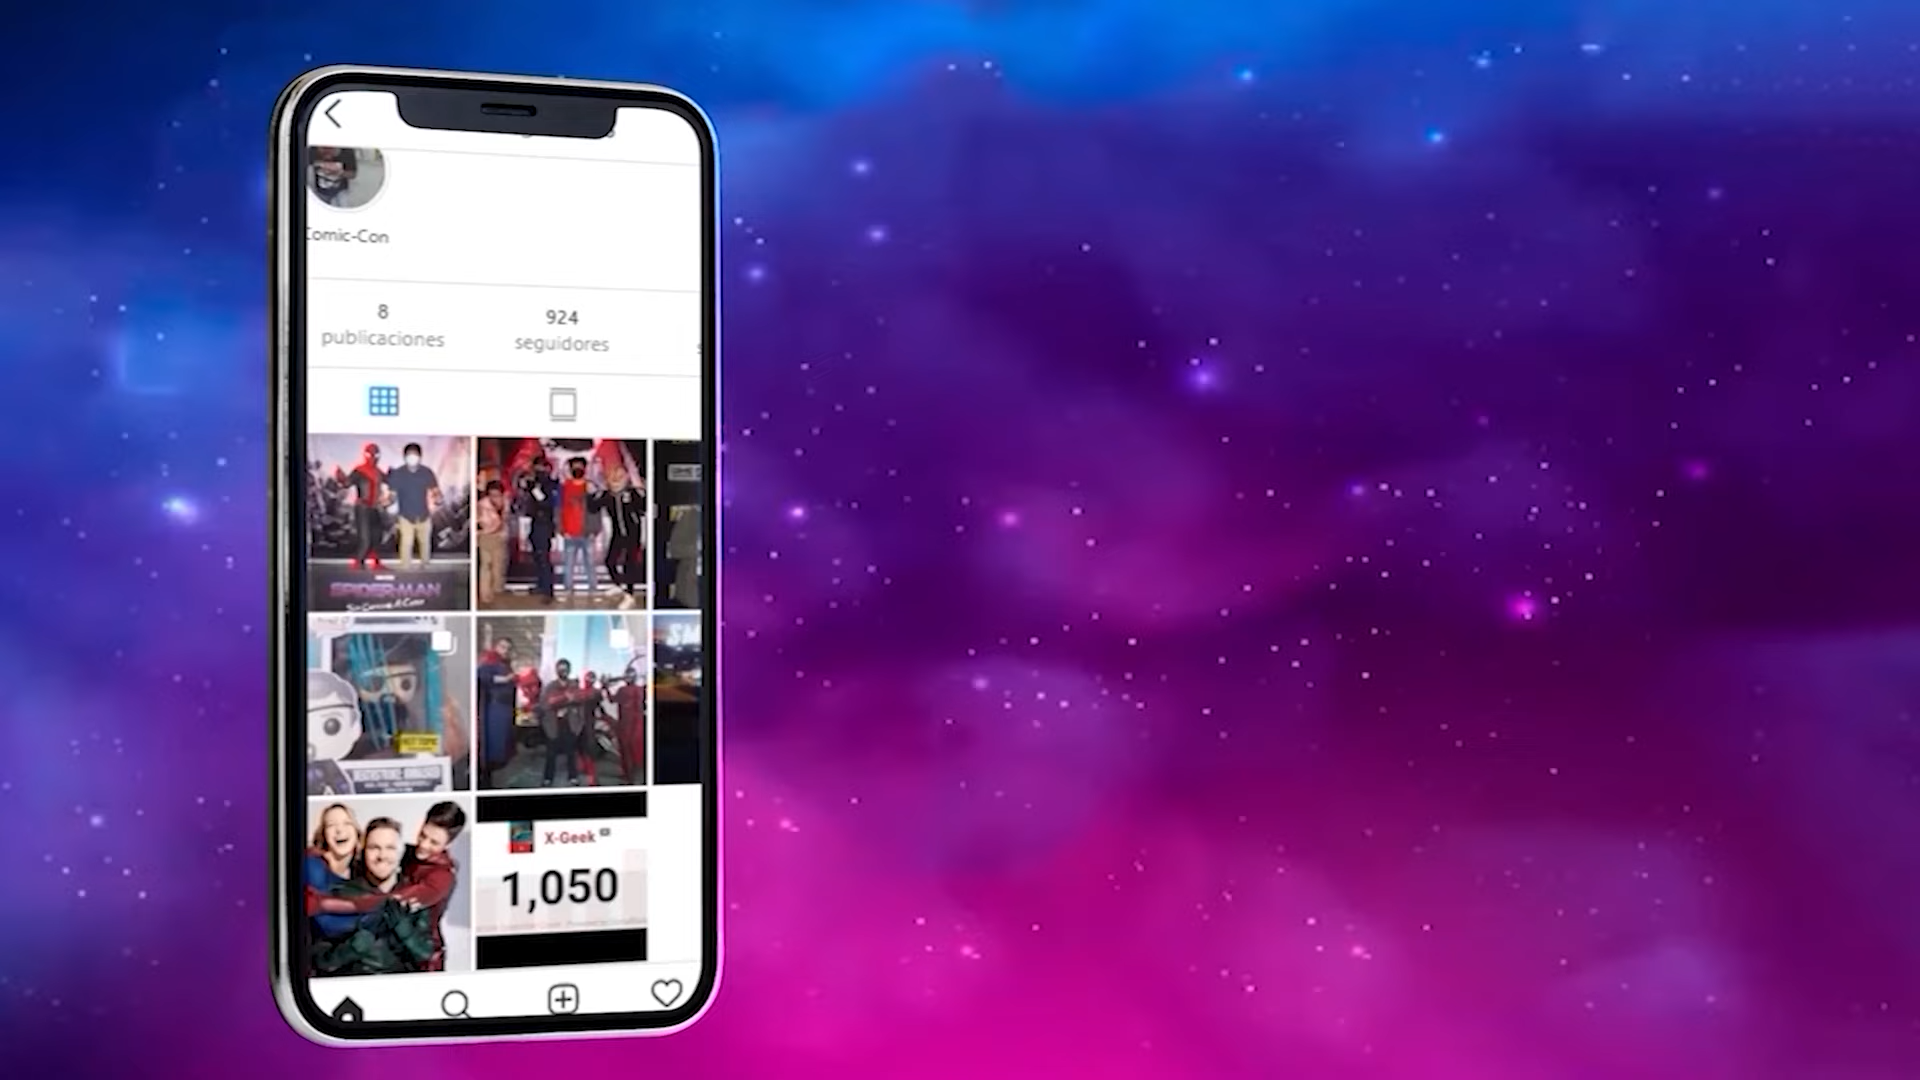 Comic-Con
8
publicaciones
924
seguidores
SPIDER-MAN
X-Geek
1,050